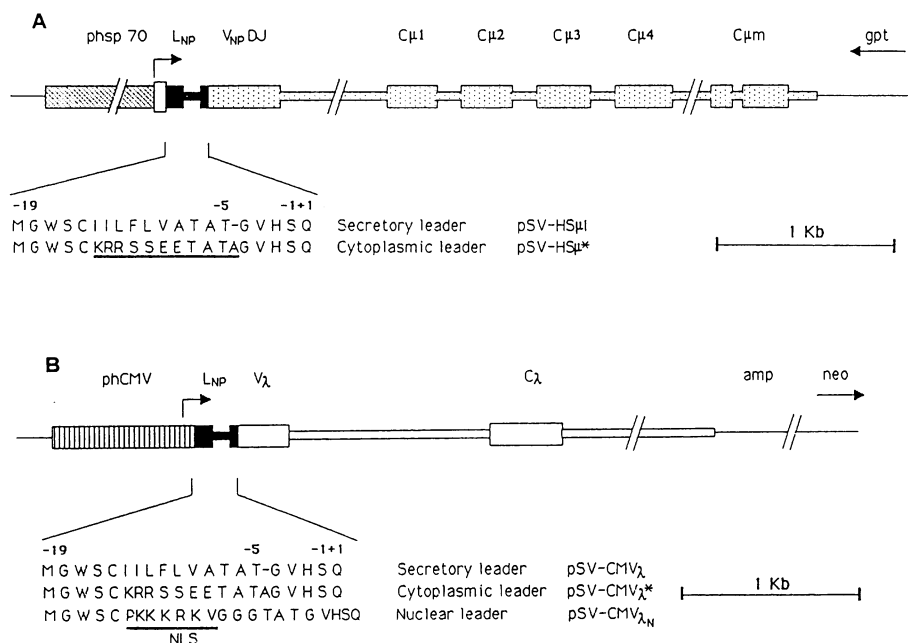 A
phsp 70 LNP VNP DJ Cμ1 Cμ2 Cμ3 Cμ4 Cμm gpt
-19 -5 -1+1
M G W S C I I L F L V A T A T - G V H S Q Secretory leader pSV-HSμl
M G W S C K R R S S E E T A T A G V H S Q Cytoplasmic leader pSV-HSμ*
1 Kb
B
phCMV LNP Vλ Cλ amp neo
-19 -5 -1+1
M G W S C I I L F L V A T A T - G V H S Q Secretory leader pSV-CMVλ
M G W S C K R R S S E E T A T A G V H S Q Cytoplasmic leader pSV-CMVλ*
M G W S C P K K K R K V G G G T A T G V H S Q Nuclear leader pSV-CMVλN
1 Kb
NLS